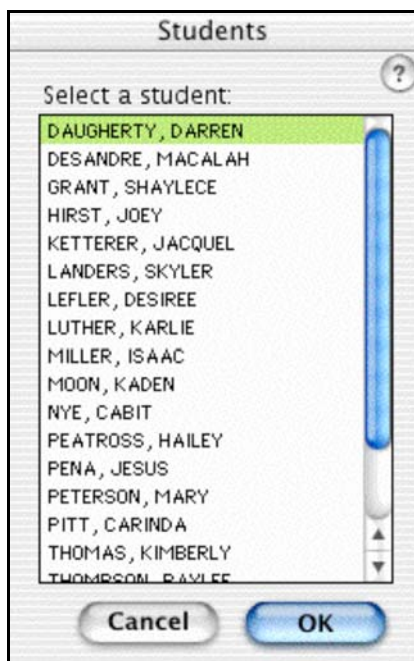 Students
?
Select a student:
DAUGHERTY, DARREN
DESANDRE, MACALAH
GRANT, SHAYLECE
HIRST, JOEY
KETTERER, JACQUEL
LANDERS, SKYLER
LEFLER, DESIREE
LUTHER, KARLIE
MILLER, ISAAC
MOON, KADEN
NYE, CABIT
PEATROSS, HAILEY
PENA, JESUS
PETERSON, MARY
PITT, CARINDA
THOMAS, KIMBERLY
THOMPSON,
Cancel OK